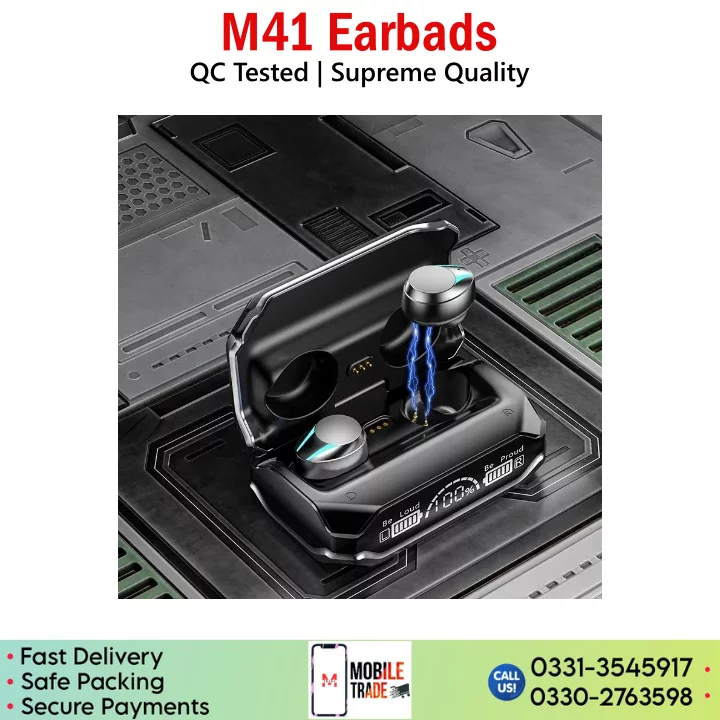 M41 Earbads
QC Tested | Supreme Quality
Be Loud
Be Proud
L
100%
R
• Fast Delivery
• Safe Packing
• Secure Payments
M
MOBILE
TRADE
CALL
US!
0331-3545917
0330-2763598